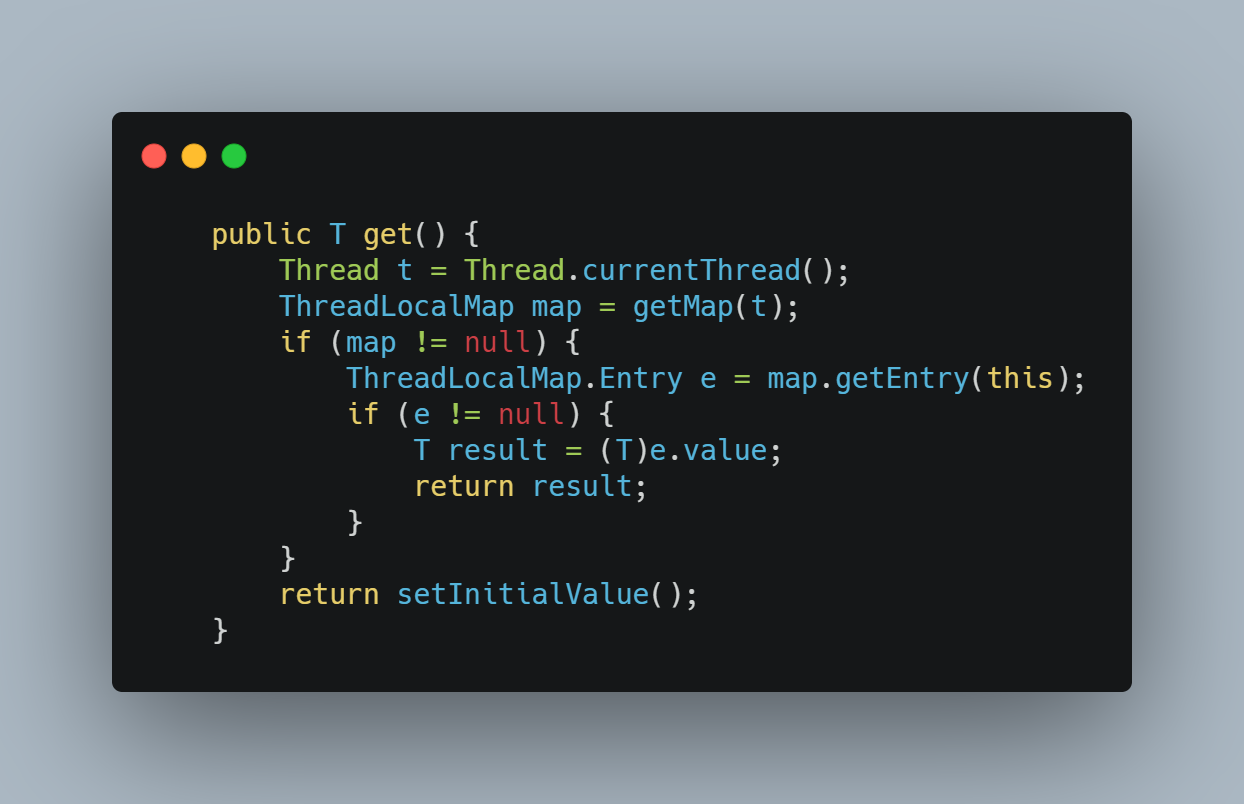 public T get() {
    Thread t = Thread.currentThread();
    ThreadLocalMap map = getMap(t);
    if (map != null) {
        ThreadLocalMap.Entry e = map.getEntry(this);
        if (e != null) {
            T result = (T)e.value;
            return result;
        }
    }
    return setInitialValue();
}